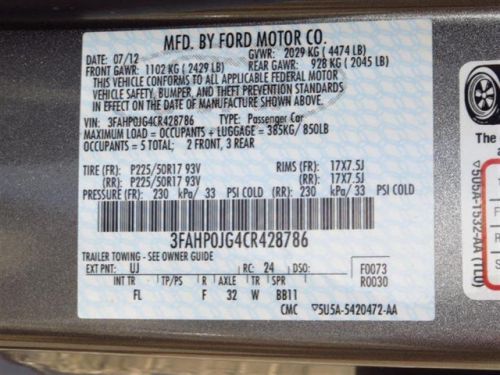 MFD. BY FORD MOTOR CO.
DATE: 07/12 GVWR: 2029 KG ( 4474 LB)
FRONT GAWR: 1102 KG ( 2429 LB) REAR GAWR: 928 KG ( 2045 LB)
THIS VEHICLE CONFORMS TO ALL APPLICABLE FEDERAL MOTOR
VEHICLE SAFETY, BUMPER, AND THEFT PREVENTION STANDARDS
IN EFFECT ON THE DATE OF MANUFACTURE SHOWN ABOVE.
VIN: 3FAHP0JG4CR428786 TYPE: Passenger Car
MAXIMUM LOAD = OCCUPANTS + LUGGAGE = 385KG/ 850LB
OCCUPANTS = 5 TOTAL; 2 FRONT, 3 REAR
TIRE (FR): P225/50R17 93V RIMS (FR): 17X7.5J
(RR): P225/50R17 93V (RR): 17X7.5J
PRESSURE (FR): 230 kPa/ 33 PSI COLD (RR): 230 kPa/ 33 PSI COLD
3FAHP0JG4CR428786
TRAILER TOWING - SEE OWNER GUIDE
EXT PNT: UJ RC: 24 DSO: F0073
R0030
INT TR TP/PS R AXLE TR SPR
FL F 32 W BB11
CMC 5U5A-5420472-AA
The
5U5A-1532-AA (TID)